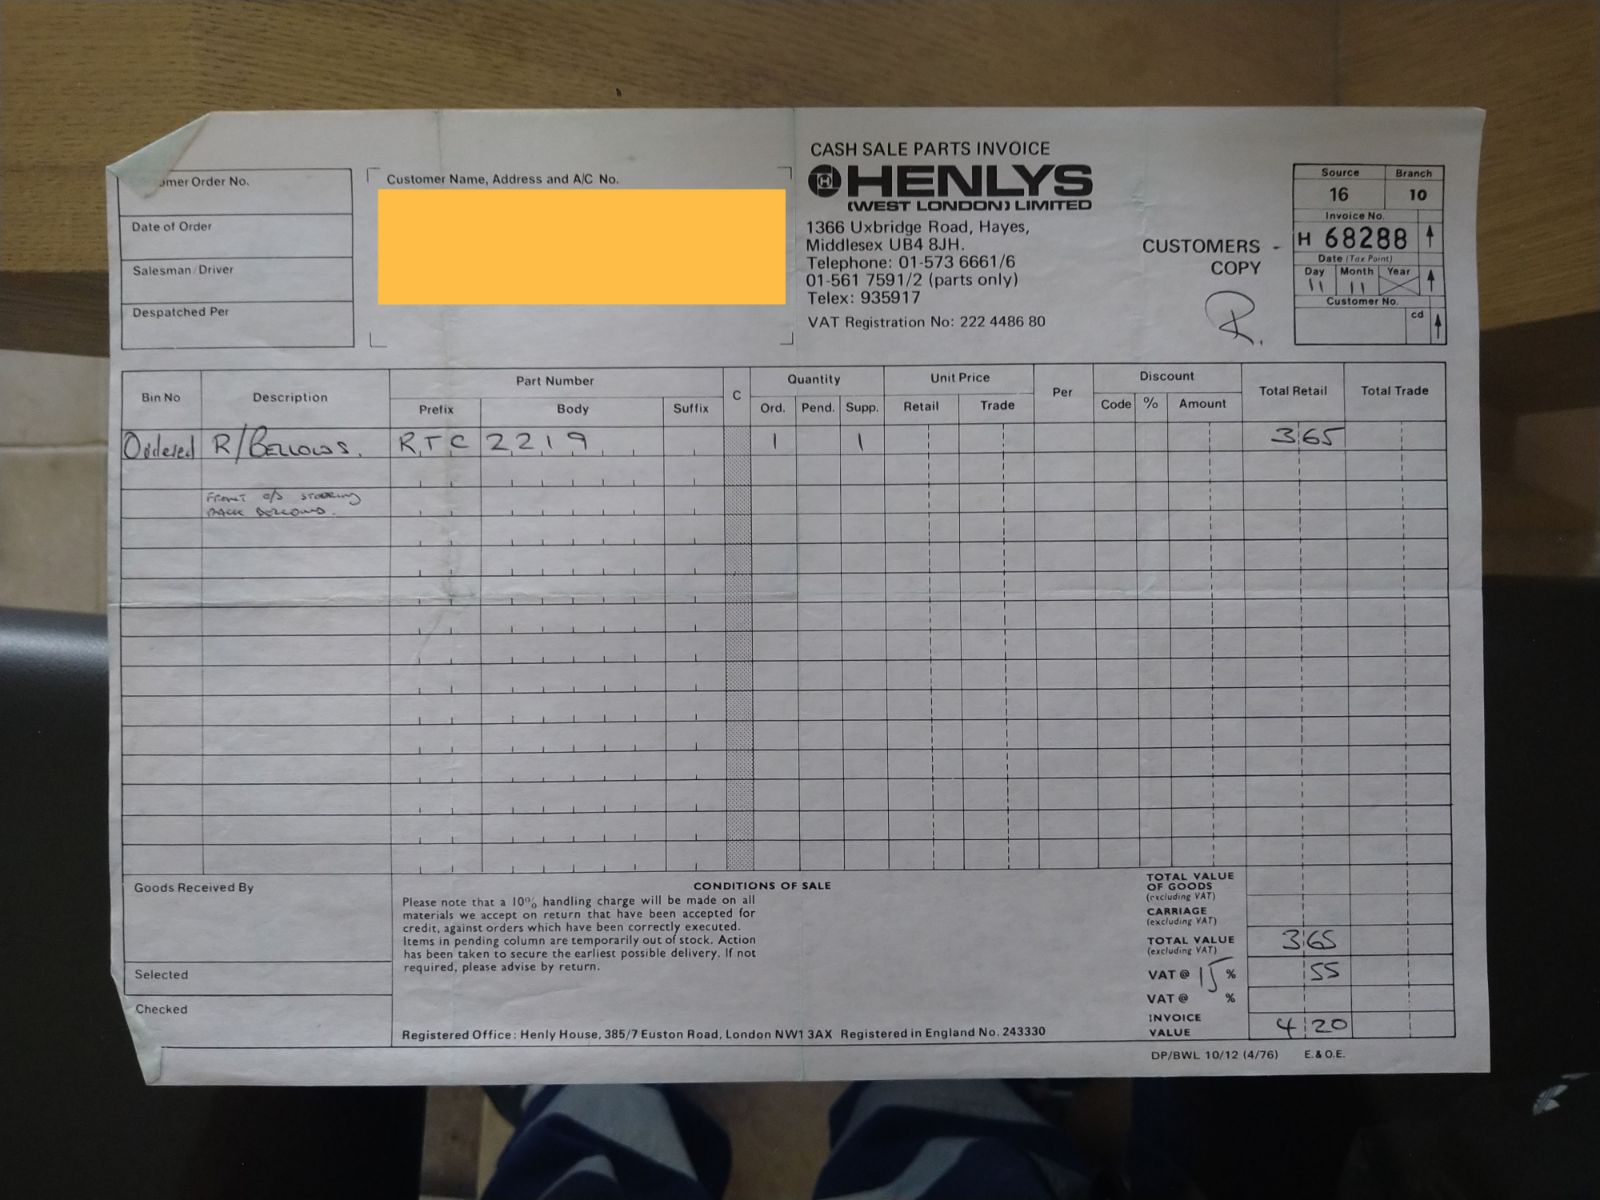 CASH SALE PARTS INVOICE
HENLYS
(WEST LONDON) LIMITED
1366 Uxbridge Road, Hayes,
Middlesex UB4 8JH.
Telephone: 01-573 6661/6
01-561 7591/2 (parts only)
Telex: 935917
VAT Registration No: 222 4486 80
CUSTOMERS -
COPY
R.
Source Branch
16 10
Invoice No.
H 68288
Date (Tax Point)
Day Month Year
11 11
Customer No.
cd
omer Order No.
Date of Order
Salesman/Driver
Despatched Per
Customer Name, Address and A/C No.
Bin No Description Part Number C Quantity Unit Price Per Discount Total Retail Total Trade
Prefix Body Suffix Ord. Pend. Supp. Retail Trade Code % Amount
Ordered R/BELLOWS. RTC 2219 1 1 3 65
FRONT O/S STEERING
RACK BELLOWS.
Goods Received By
Selected
Checked
CONDITIONS OF SALE
Please note that a 10% handling charge will be made on all
materials we accept on return that have been accepted for
credit, against orders which have been correctly executed.
Items in pending column are temporarily out of stock. Action
has been taken to secure the earliest possible delivery. If not
required, please advise by return.
Registered Office: Henly House, 385/7 Euston Road, London NW1 3AX Registered in England No. 243330
TOTAL VALUE
OF GOODS
(excluding VAT)
CARRIAGE
(excluding VAT)
TOTAL VALUE 3 65
(excluding VAT)
VAT @ 15 % 55
VAT @ %
INVOICE
VALUE 4 20
DP/BWL 10/12 (4/76) E.&O.E.